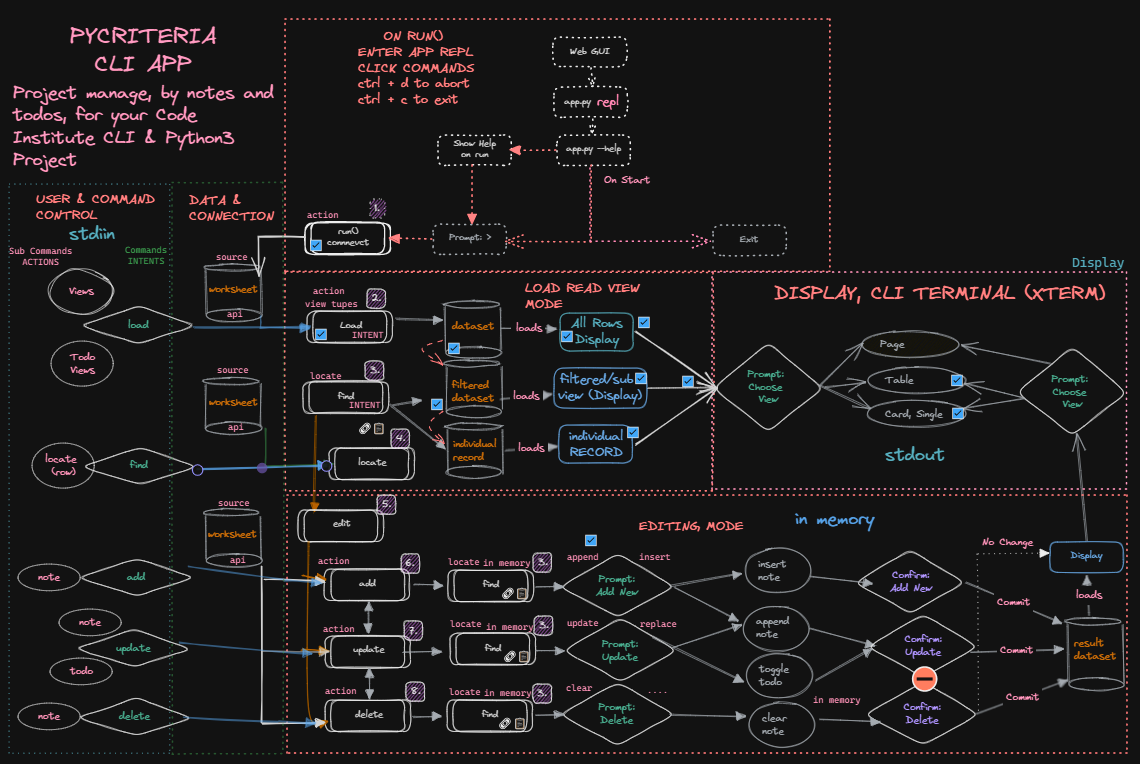 PYCRITERIA
CLI APP
Project manage, by notes and
todos, for your Code
Institute CLI & Python3
Project
ON RUN()
ENTER APP REPL
CLICK COMMANDS
ctrl + d to abort
ctrl + c to exit
Web GUI
app.py repl
app.py --help
Show Help
on run
On Start
Prompt: >
Exit
1.
action
run()
connevct
USER & COMMAND
CONTROL
stdiin
Sub Commands
ACTIONS
Commands
INTENTS
DATA &
CONNECTION
source
worksheet
api
Views
load
Todo
Views
source
worksheet
api
locate
(row)
find
source
worksheet
api
note
add
note
update
todo
note
delete
action
view tupes
2.
Load
INTENT
locate
3.
find
INTENT
4.
locate
5.
edit
LOAD READ VIEW
MODE
dataset
loads
All Rows
Display
filtered
dataset
loads
filtered/sub
view (Display)
individual
record
loads
individual
RECORD
Display
DISPLAY, CLI TERMINAL (XTERM)
Prompt:
Choose
View
Page
Table
Card, Single
Prompt:
Choose
View
stdout
EDITING MODE
in memory
action
6.
add
locate in memory
3.
find
append
insert
Prompt:
Add New
insert
note
Confirm:
Add New
No Change
Display
loads
Commit
action
7.
update
locate in memory
3.
find
update
replace
Prompt:
Update
append
note
toggle
todo
Confirm:
Update
Commit
result
dataset
action
8.
delete
locate in memory
3.
find
clear
....
Prompt:
Delete
clear
note
in memory
Confirm:
Delete
Commit